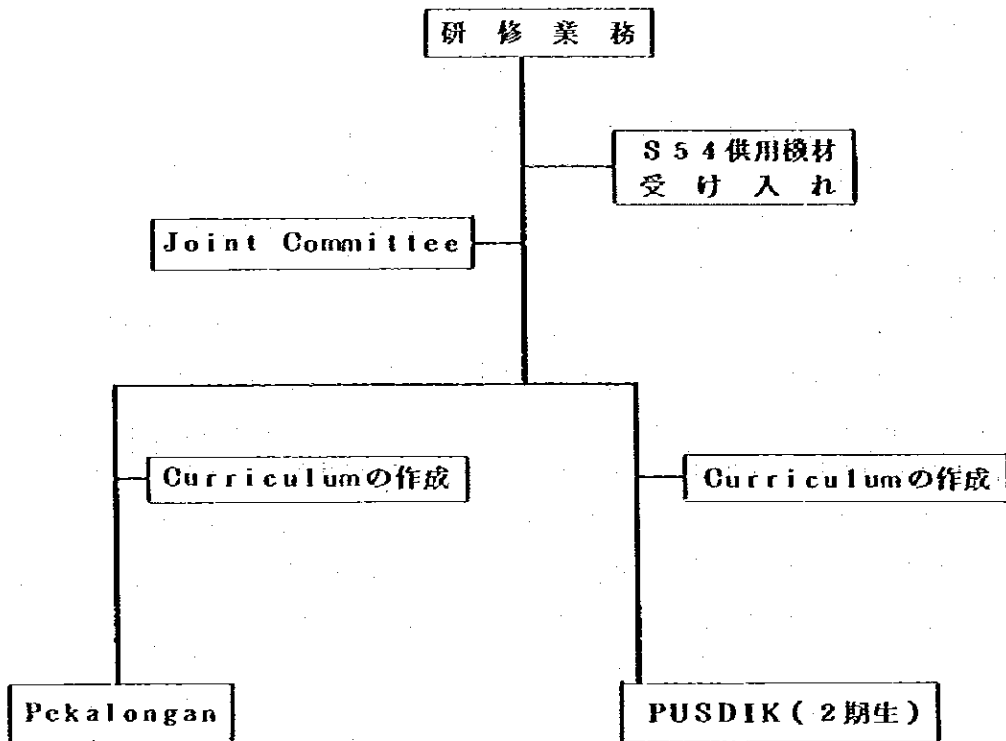 研修業務
S54供用機材
受け入れ
Joint Committee
Curriculumの作成
Curriculumの作成
Pekalongan
PUSDIK(2期生)